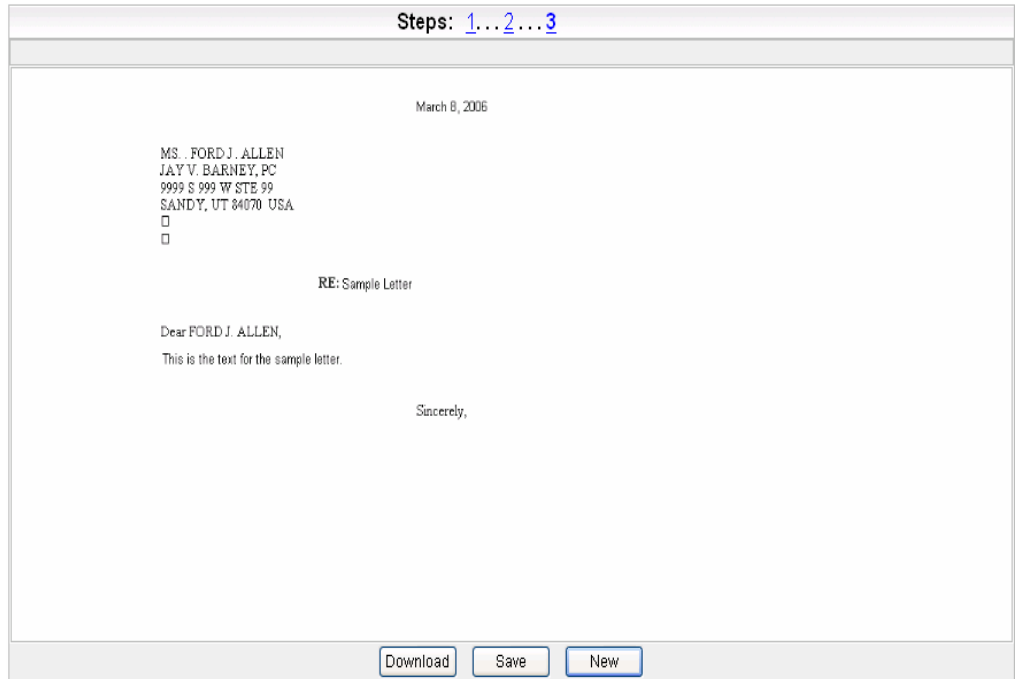 Steps: 1...2...3
March 8, 2006
MS. . FORD J. ALLEN
JAY V. BARNEY, PC
9999 S 999 W STE 99
SANDY, UT 84070 USA
RE: Sample Letter
Dear FORD J. ALLEN,
This is the text for the sample letter.
Sincerely,
Download Save New